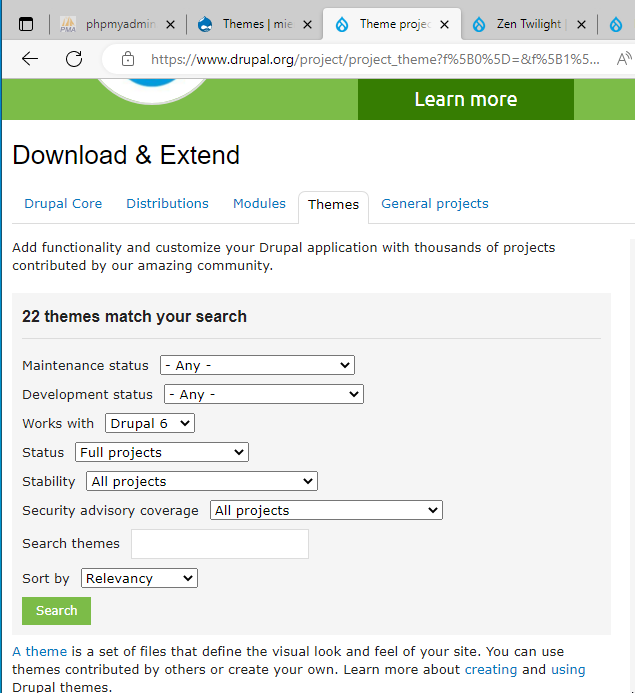 PMA phpmyadmin
Themes | mie
Theme projec
Zen Twilight |
https://www.drupal.org/project/project_theme?f%5B0%5D=&f%5B1%5...
A
Learn more
Download & Extend
Drupal Core Distributions Modules Themes General projects
Add functionality and customize your Drupal application with thousands of projects
contributed by our amazing community.
22 themes match your search
Maintenance status - Any -
Development status - Any -
Works with Drupal 6
Status Full projects
Stability All projects
Security advisory coverage All projects
Search themes
Sort by Relevancy
Search
A theme is a set of files that define the visual look and feel of your site. You can use
themes contributed by others or create your own. Learn more about creating and using
Drupal themes.